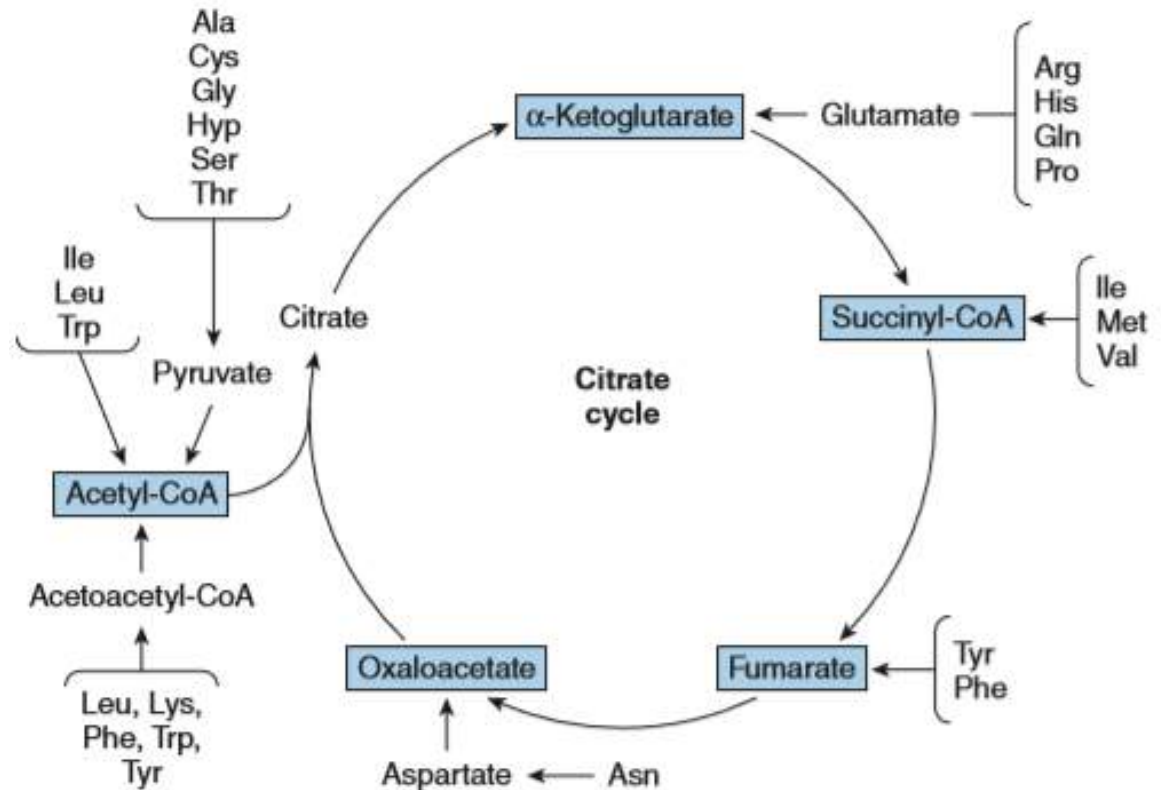 Ala
Cys
Gly
Hyp
Ser
Thr
α-Ketoglutarate
Glutamate
Arg
His
Gln
Pro
Ile
Leu
Trp
Citrate
Pyruvate
Succinyl-CoA
Ile
Met
Val
Citrate
cycle
Acetyl-CoA
Acetoacetyl-CoA
Leu, Lys,
Phe, Trp,
Tyr
Oxaloacetate
Fumarate
Tyr
Phe
Aspartate
Asn